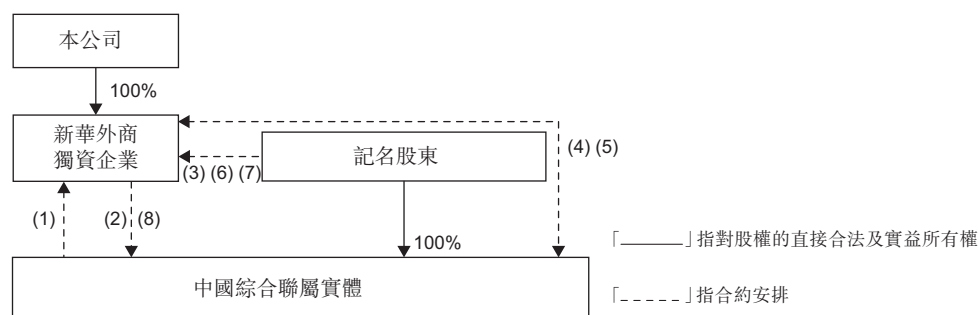 本公司
100%
新華外商
獨資企業
記名股東
(4) (5)
(3) (6) (7)
(1)
(2)
(8)
100%
「______」指對股權的直接合法及實益所有權
中國綜合聯屬實體
「_ _ _ _ _」指合約安排